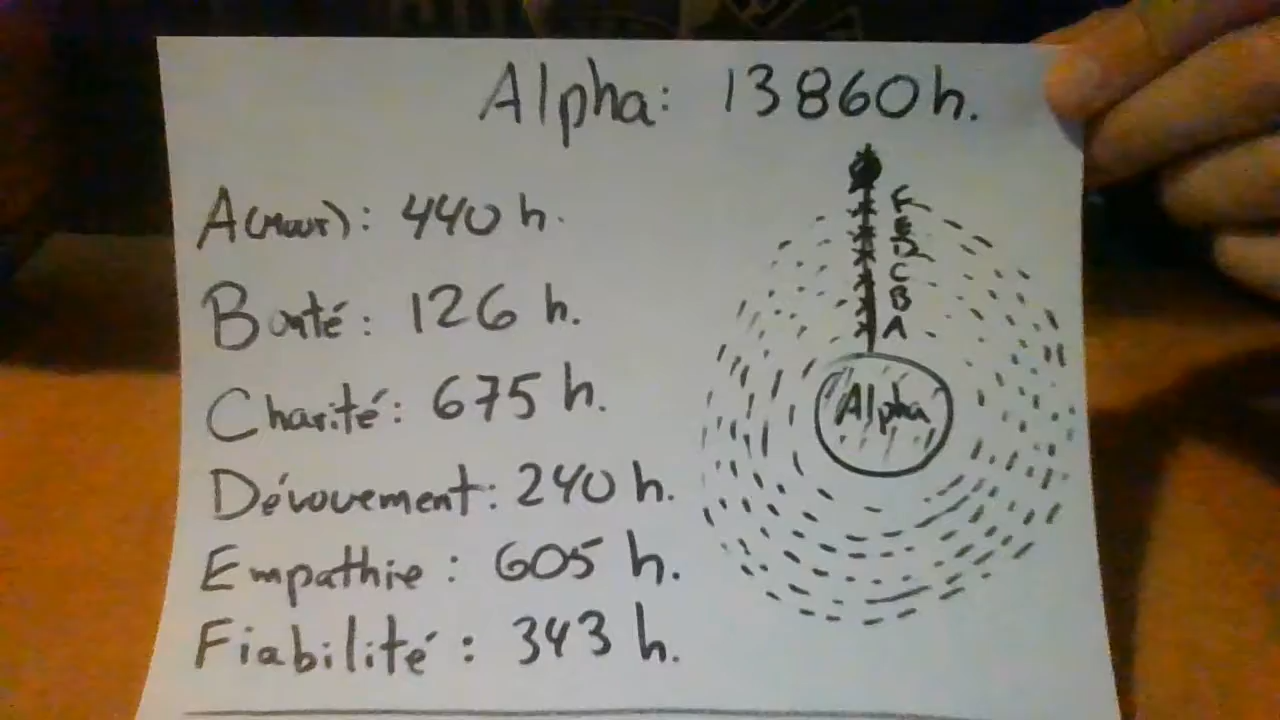 Alpha: 13860 h.
A(mour): 440 h.
Bonté: 126 h.
Charité: 675 h.
Dévouement: 240 h.
Empathie: 605 h.
Fiabilité: 343 h.
F
E
D
C
B
A
Alpha